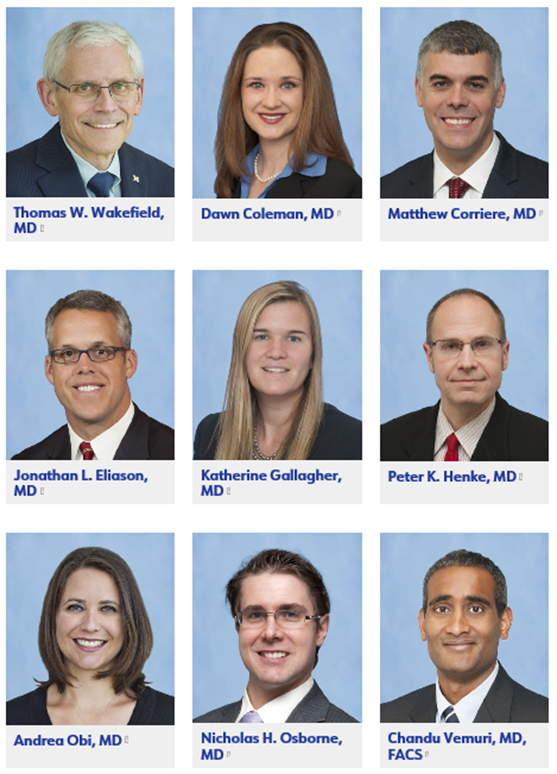 Thomas W. Wakefield,
MD
Dawn Coleman, MD
Matthew Corriere, MD
Jonathan L. Eliason,
MD
Katherine Gallagher,
MD
Peter K. Henke, MD
Andrea Obi, MD
Nicholas H. Osborne,
MD
Chandu Vemuri, MD,
FACS